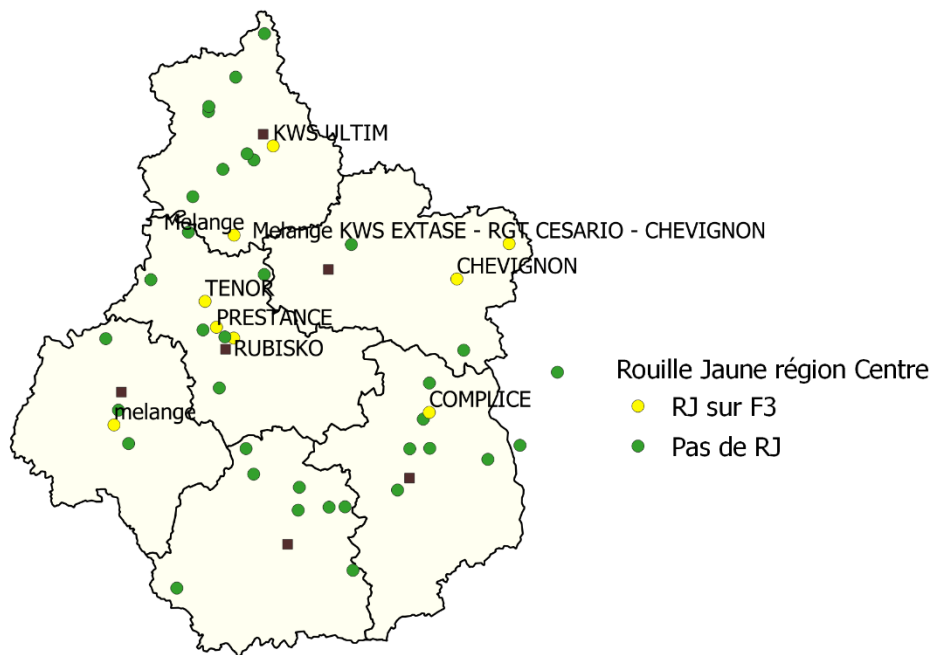 KWS ULTIM
Melange
Melange KWS EXTASE - RGT CESARIO - CHEVIGNON
CHEVIGNON
TENOR
PRESTANCE
RUBISKO
COMPLICE
melange
Rouille Jaune région Centre
RJ sur F3
Pas de RJ